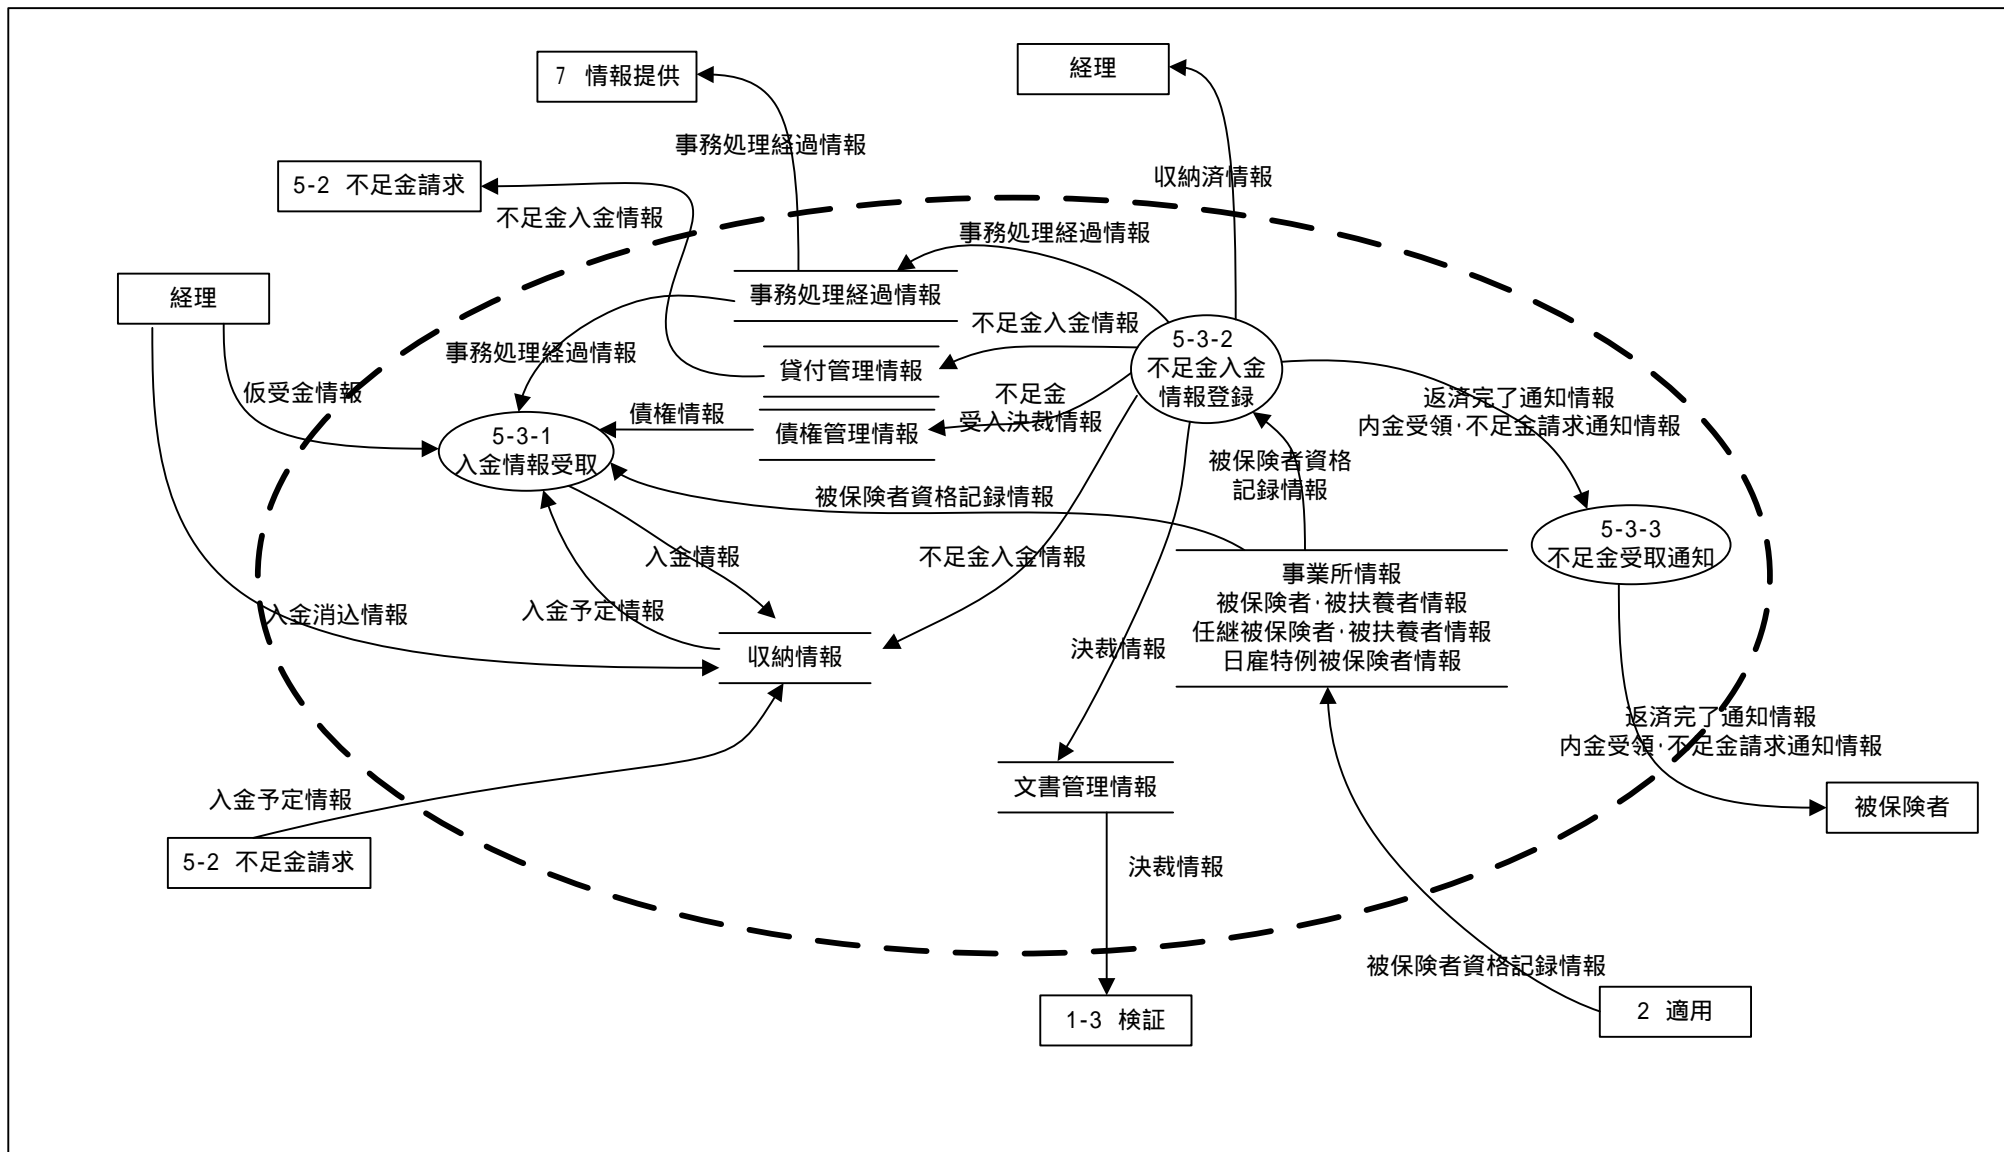 経理
7 情報提供
事務処理経過情報
5-2 不足金請求
収納済情報
不足金入金情報
事務処理経過情報
経理
事務処理経過情報
不足金入金情報
5-3-2
不足金入金
情報登録
事務処理経過情報
貸付管理情報
仮受金情報
不足金
受入決裁情報
返済完了通知情報
内金受領・不足金請求通知情報
債権情報
債権管理情報
5-3-1
入金情報受取
被保険者資格
記録情報
被保険者資格記録情報
5-3-3
不足金受取通知
入金情報
不足金入金情報
事業所情報
被保険者・被扶養者情報
任継被保険者・被扶養者情報
日雇特例被保険者情報
入金消込情報
入金予定情報
収納情報
決裁情報
返済完了通知情報
内金受領・不足金請求通知情報
文書管理情報
入金予定情報
被保険者
5-2 不足金請求
決裁情報
被保険者資格記録情報
1-3 検証
2 適用